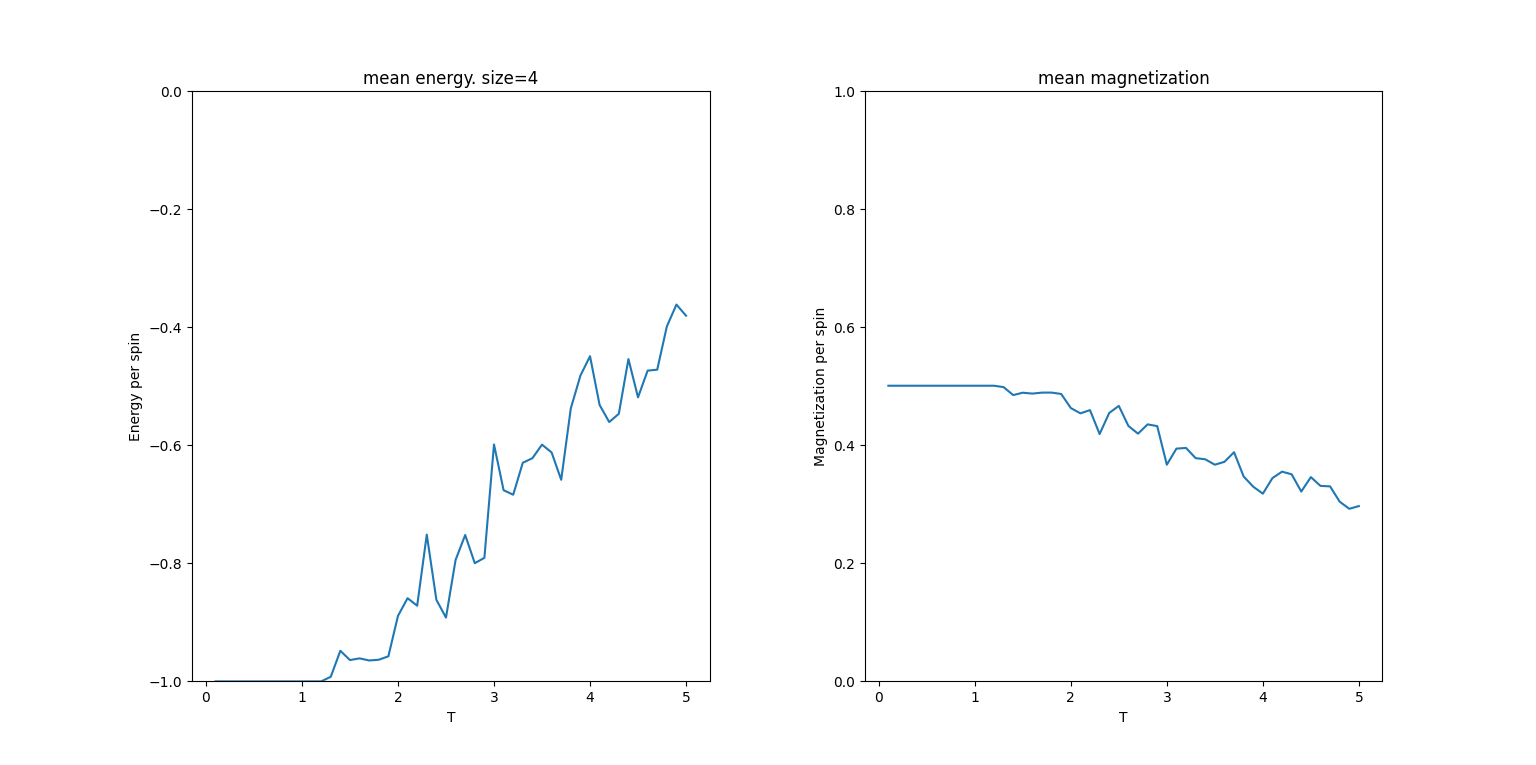 mean energy. size=4
0.0
−0.2
−0.4
−0.6
−0.8
−1.0
Energy per spin
0 1 2 3 4 5
T
mean magnetization
1.0
0.8
0.6
0.4
0.2
0.0
Magnetization per spin
0 1 2 3 4 5
T